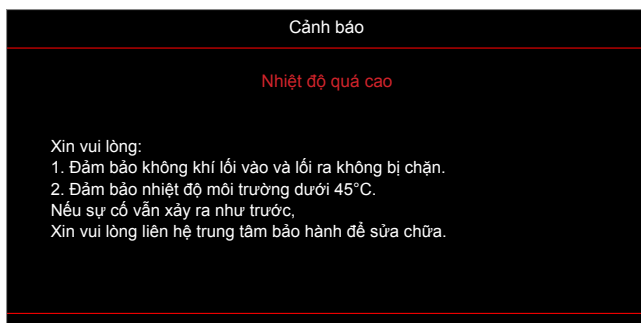 Cảnh báo
Nhiệt độ quá cao
Xin vui lòng:
1. Đảm bảo không khí lối vào và lối ra không bị chặn.
2. Đảm bảo nhiệt độ môi trường dưới 45°C.
Nếu sự cố vẫn xảy ra như trước,
Xin vui lòng liên hệ trung tâm bảo hành để sửa chữa.